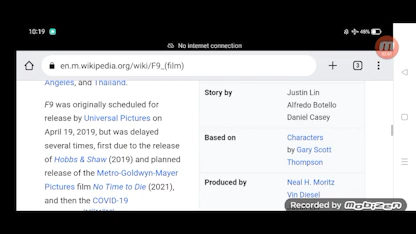 10:19
48%
No internet connection
en.m.wikipedia.org/wiki/F9_(film)
3
Angeles, and Thailand.
F9 was originally scheduled for
release by Universal Pictures on
April 19, 2019, but was delayed
several times, first due to the release
of Hobbs & Shaw (2019) and planned
release of the Metro-Goldwyn-Mayer
Pictures film No Time to Die (2021),
and then the COVID-19
Story by
Justin Lin
Alfredo Botello
Daniel Casey
Based on
Characters
by Gary Scott
Thompson
Produced by
Neal H. Moritz
Vin Diesel
Recorded by mobizen